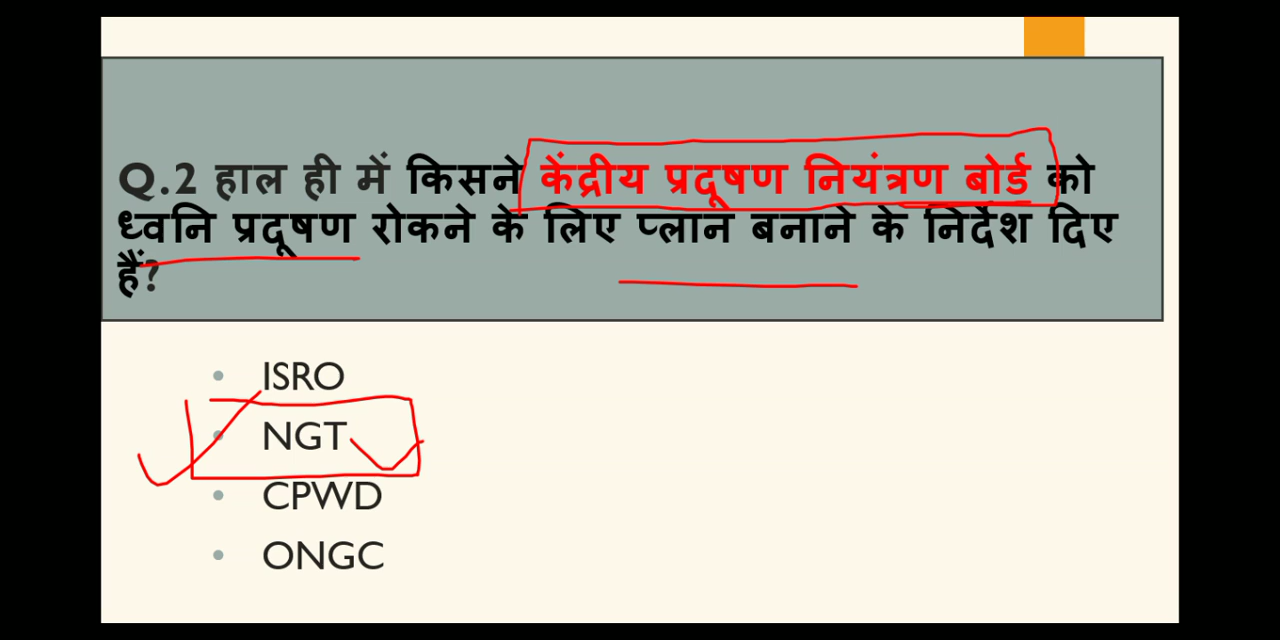 Q.2 हाल ही में किसने केंद्रीय प्रदूषण नियंत्रण बोर्ड को
ध्वनि प्रदूषण रोकने के लिए प्लान बनाने के निर्देश दिए
हैं?
• ISRO
• NGT
• CPWD
• ONGC